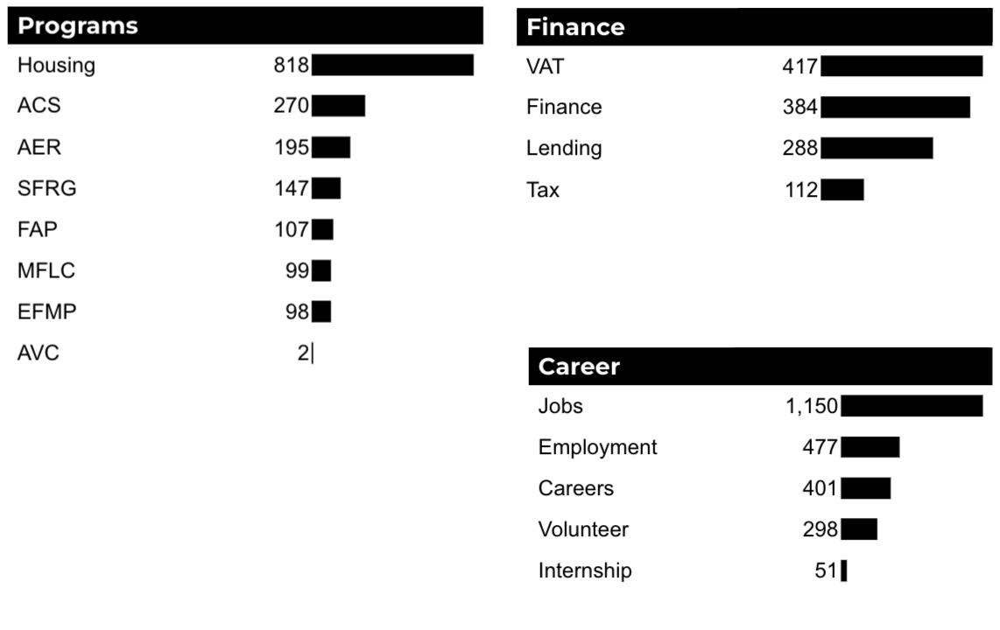 Programs
Housing 818
ACS 270
AER 195
SFRG 147
FAP 107
MFLC 99
EFMP 98
AVC 2
Finance
VAT 417
Finance 384
Lending 288
Tax 112
Career
Jobs 1,150
Employment 477
Careers 401
Volunteer 298
Internship 51